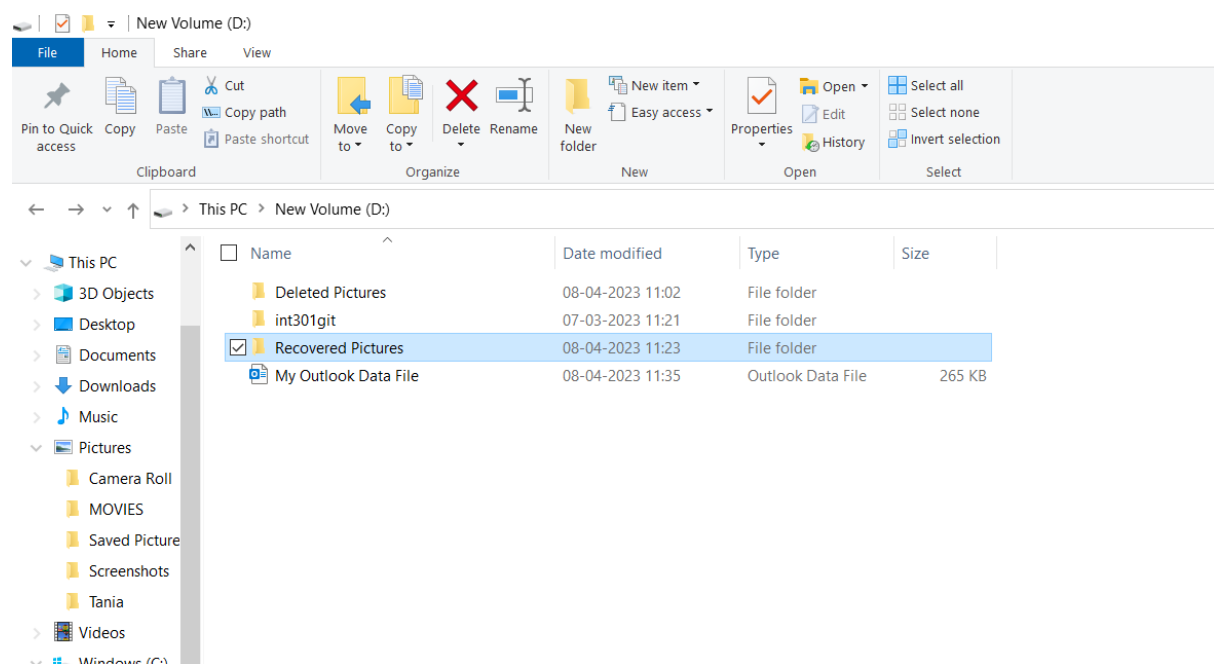 New Volume (D:)
File Home Share View
Pin to Quick access
Copy
Paste
Cut
Copy path
Paste shortcut
Clipboard
Move to
Copy to
Delete
Rename
Organize
New folder
New item
Easy access
New
Properties
Open
Edit
History
Open
Select all
Select none
Invert selection
Select
This PC > New Volume (D:)
This PC
3D Objects
Desktop
Documents
Downloads
Music
Pictures
Camera Roll
MOVIES
Saved Picture
Screenshots
Tania
Videos
Windows (C:)
Name Date modified Type Size
Deleted Pictures 08-04-2023 11:02 File folder
int301git 07-03-2023 11:21 File folder
Recovered Pictures 08-04-2023 11:23 File folder
My Outlook Data File 08-04-2023 11:35 Outlook Data File 265 KB